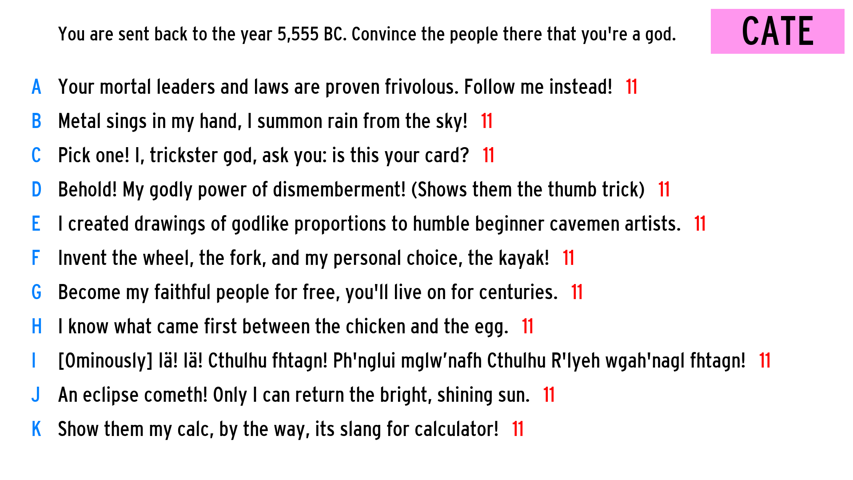 You are sent back to the year 5,555 BC. Convince the people there that you're a god.
CATE
A Your mortal leaders and laws are proven frivolous. Follow me instead! 11
B Metal sings in my hand, I summon rain from the sky! 11
C Pick one! I, trickster god, ask you: is this your card? 11
D Behold! My godly power of dismemberment! (Shows them the thumb trick) 11
E I created drawings of godlike proportions to humble beginner cavemen artists. 11
F Invent the wheel, the fork, and my personal choice, the kayak! 11
G Become my faithful people for free, you'll live on for centuries. 11
H I know what came first between the chicken and the egg. 11
I [Ominously] Iä! Iä! Cthulhu fhtagn! Ph'nglui mglw’nafh Cthulhu R'lyeh wgah'nagl fhtagn! 11
J An eclipse cometh! Only I can return the bright, shining sun. 11
K Show them my calc, by the way, its slang for calculator! 11